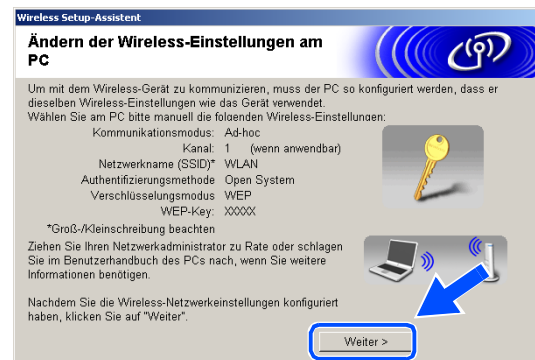 Wireless Setup-Assistent
Ändern der Wireless-Einstellungen am
PC
Um mit dem Wireless-Gerät zu kommunizieren, muss der PC so konfiguriert werden, dass er
dieselben Wireless-Einstellungen wie das Gerät verwendet.
Wählen Sie am PC bitte manuell die folgenden Wireless-Einstellungen:
Kommunikationsmodus: Ad-hoc
Kanal: 1 (wenn anwendbar)
Netzwerkname (SSID)* WLAN
Authentifizierungsmethode Open System
Verschlüsselungsmodus WEP
WEP-Key: XXXXX
*Groß-/Kleinschreibung beachten
Ziehen Sie Ihren Netzwerkadministrator zu Rate oder schlagen
Sie im Benutzerhandbuch des PCs nach, wenn Sie weitere
Informationen benötigen.
Nachdem Sie die Wireless-Netzwerkeinstellungen konfiguriert
haben, klicken Sie auf "Weiter".
Weiter >